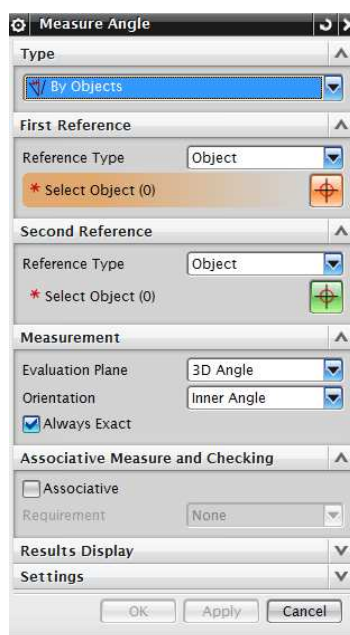 Measure Angle
Type
By Objects
First Reference
Reference Type Object
* Select Object (0)
Second Reference
Reference Type Object
* Select Object (0)
Measurement
Evaluation Plane 3D Angle
Orientation Inner Angle
Always Exact
Associative Measure and Checking
Associative
Requirement None
Results Display
Settings
OK Apply Cancel